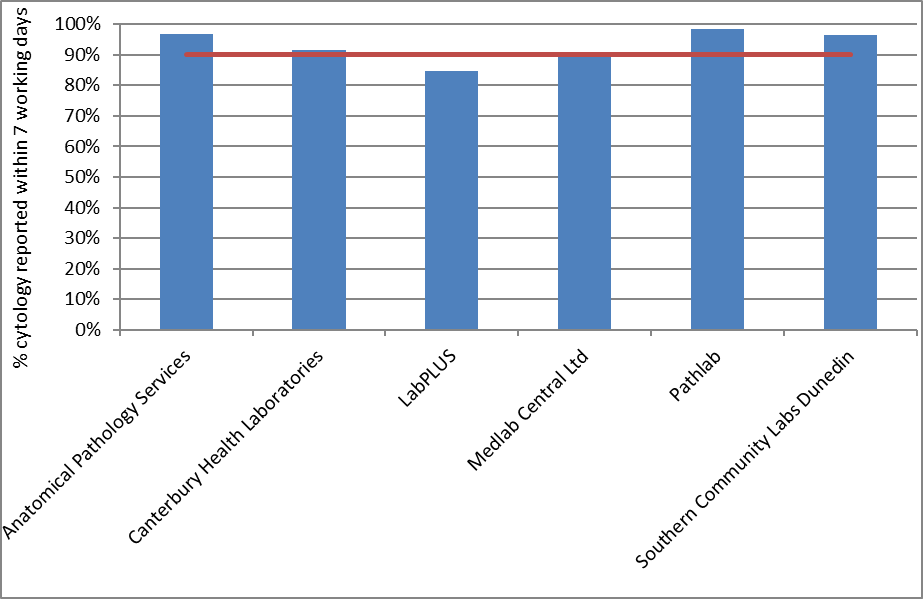 % cytology reported within 7 working days
100%
90%
80%
70%
60%
50%
40%
30%
20%
10%
0%
Anatomical Pathology Services
Canterbury Health Laboratories
LabPLUS
Medlab Central Ltd
Pathlab
Southern Community Labs Dunedin